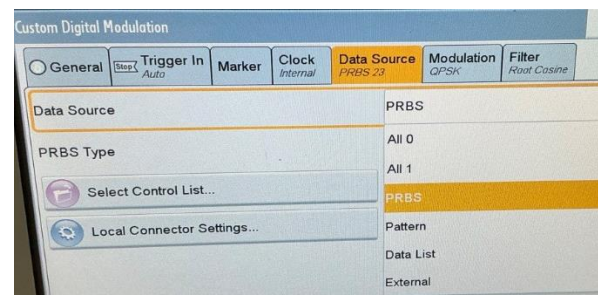 Custom Digital Modulation
General
Stop Trigger In
Auto
Marker
Clock
Internal
Data Source
PRBS 23
Modulation
QPSK
Filter
Root Cosine
Data Source
PRBS
PRBS Type
All 0
All 1
Select Control List...
PRBS
Local Connector Settings...
Pattern
Data List
External